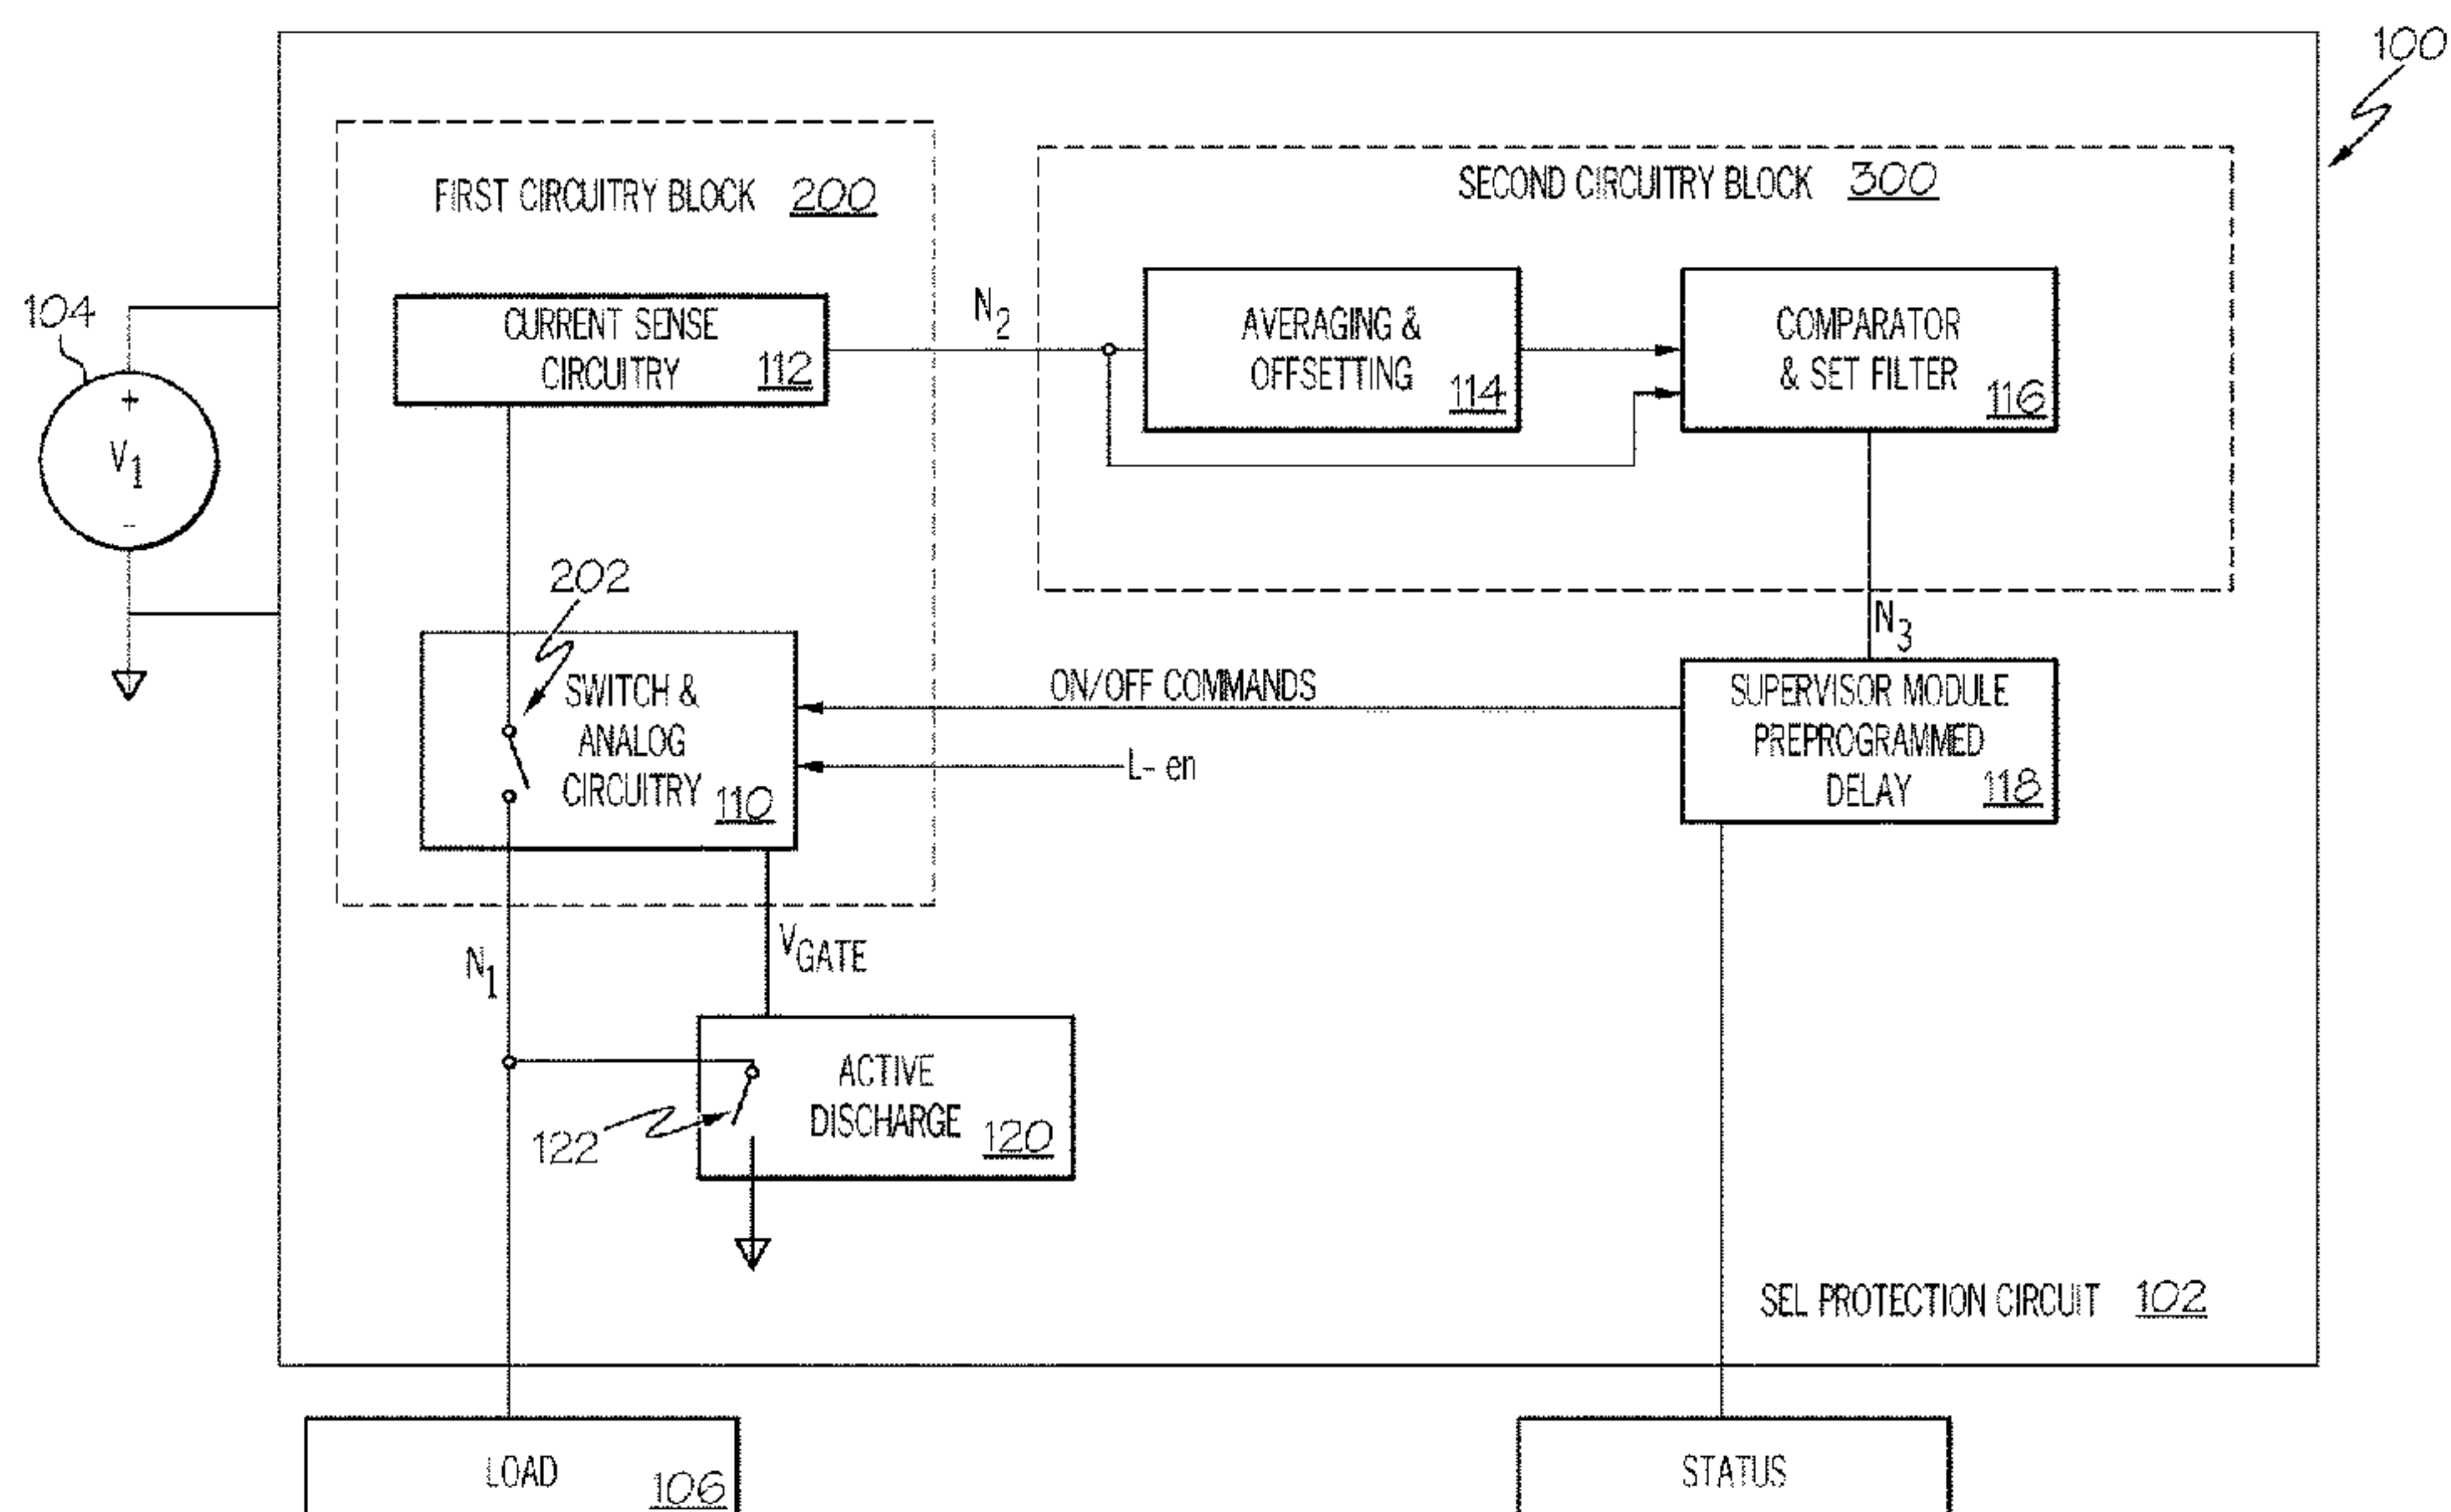 100
FIRST CIRCUITRY BLOCK 200
SECOND CIRCUITRY BLOCK 300
104
+
V1
-
CURRENT SENSE
CIRCUITRY 112
N2
AVERAGING &
OFFSETTING 114
COMPARATOR
& SET FILTER 116
202
N3
SWITCH &
ANALOG
CIRCUITRY 110
ON/OFF COMMANDS
L-en
SUPERVISOR MODULE
PREPROGRAMMED
DELAY 118
N1
VGATE
ACTIVE
DISCHARGE 120
122
SEL PROTECTION CIRCUIT 102
LOAD 106
STATUS